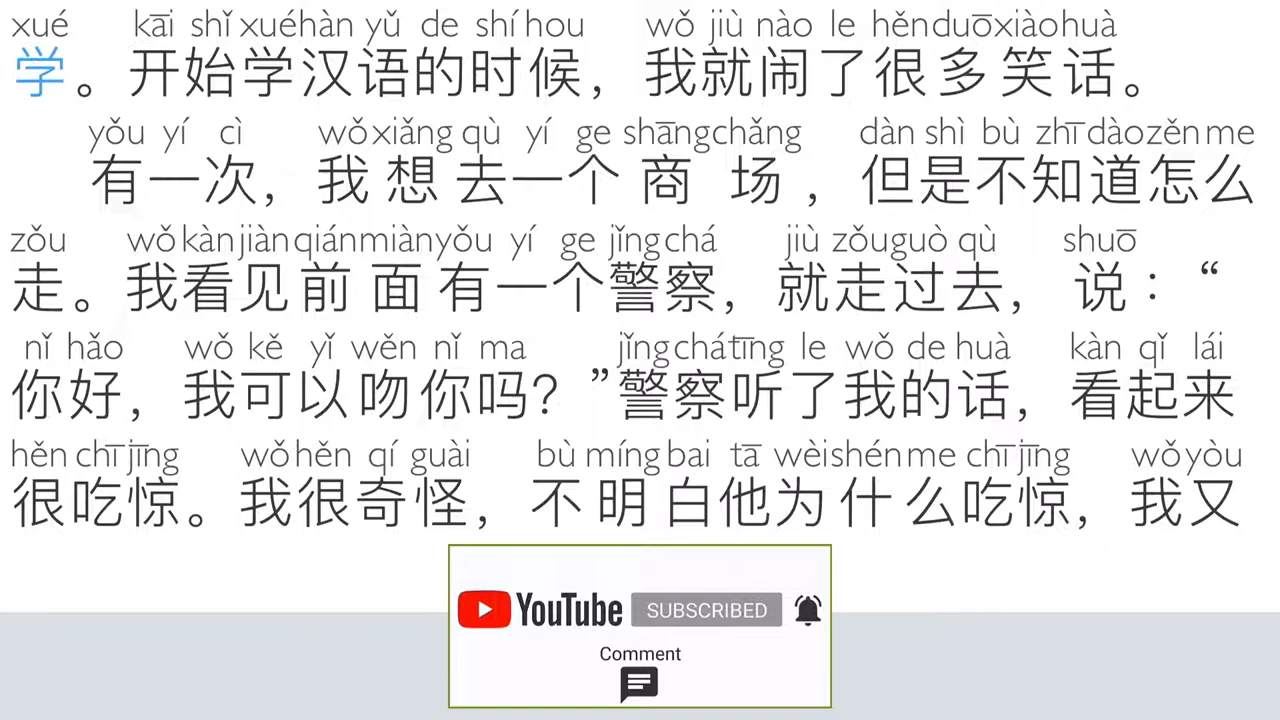 xué kāi shǐ xué hàn yǔ de shí hou wǒ jiù nào le hěn duō xiào huà
学。开始学汉语的时候，我就闹了很多笑话。
yǒu yí cì wǒ xiǎng qù yí ge shāng chǎng dàn shì bù zhī dào zěn me
有一次，我想去一个商场，但是不知道怎么
zǒu wǒ kàn jiàn qián miàn yǒu yí ge jǐng chá jiù zǒu guò qù shuō
走。我看见前面有一个警察，就走过去，说：“
nǐ hǎo wǒ kě yǐ wěn nǐ ma jǐng chá tīng le wǒ de huà kàn qǐ lái
你好，我可以吻你吗？”警察听了我的话，看起来
hěn chī jīng wǒ hěn qí guài bù míng bai tā wèi shén me chī jīng wǒ yòu
很吃惊。我很奇怪，不明白他为什么吃惊，我又
YouTube SUBSCRIBED
Comment